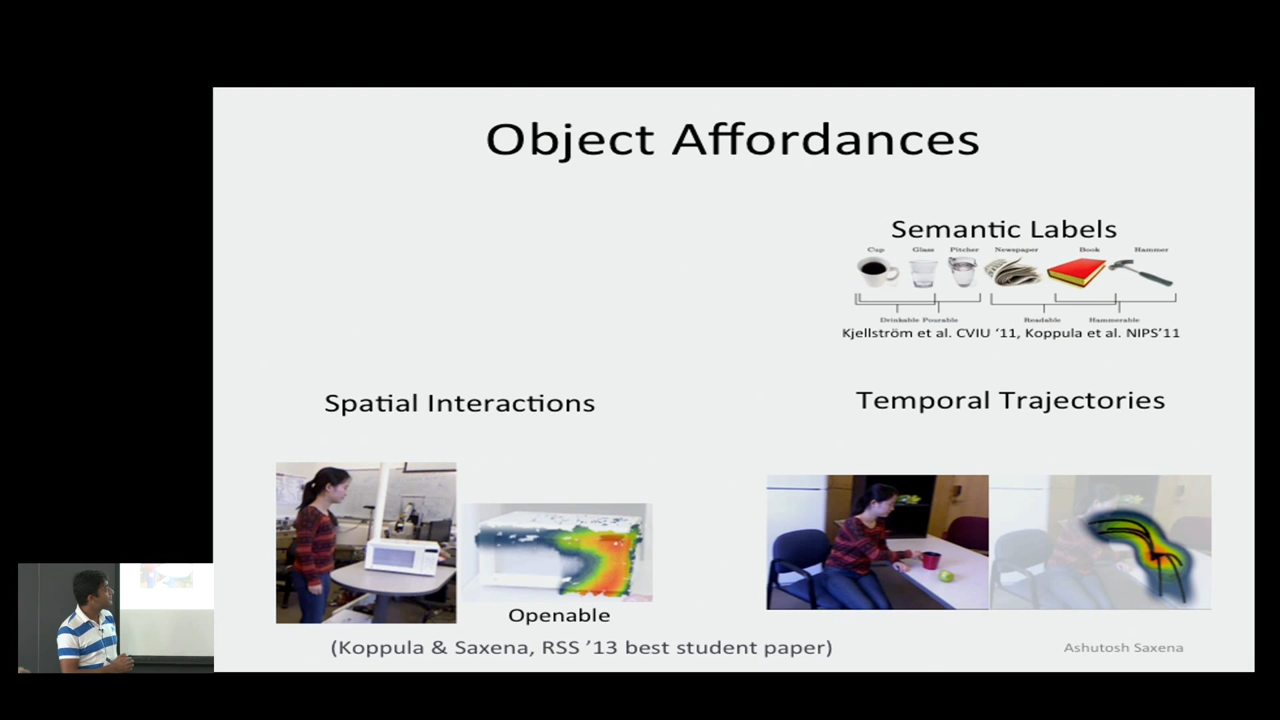 Object Affordances
Semantic Labels
Cup Glass Pitcher Newspaper Book Hammer
Drinkable Pourable Readable Hammerable
Kjellström et al. CVIU ‘11, Koppula et al. NIPS’11
Spatial Interactions
Temporal Trajectories
Openable
(Koppula & Saxena, RSS ’13 best student paper)
Ashutosh Saxena